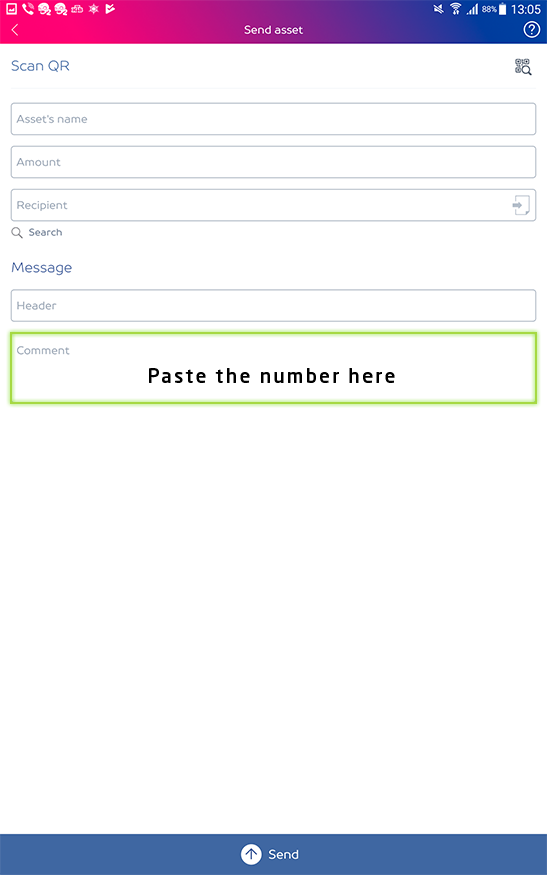 88% 13:05
Send asset
Scan QR
Asset's name
Amount
Recipient
Search
Message
Header
Comment
Paste the number here
Send